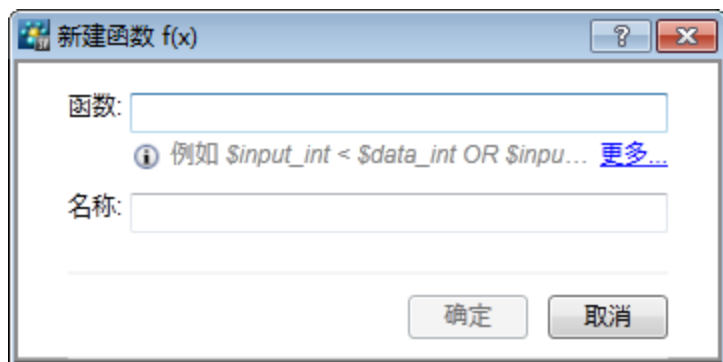 新建函数 f(x)
函数:
例如 $input_int < $data_int OR $inpu... 更多...
名称:
确定 取消